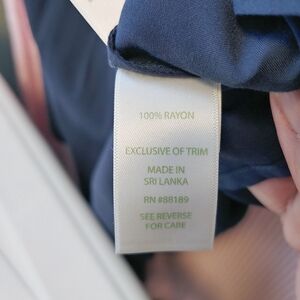 100% RAYON
EXCLUSIVE OF TRIM
MADE IN
SRI LANKA
RN #88189
SEE REVERSE
FOR CARE